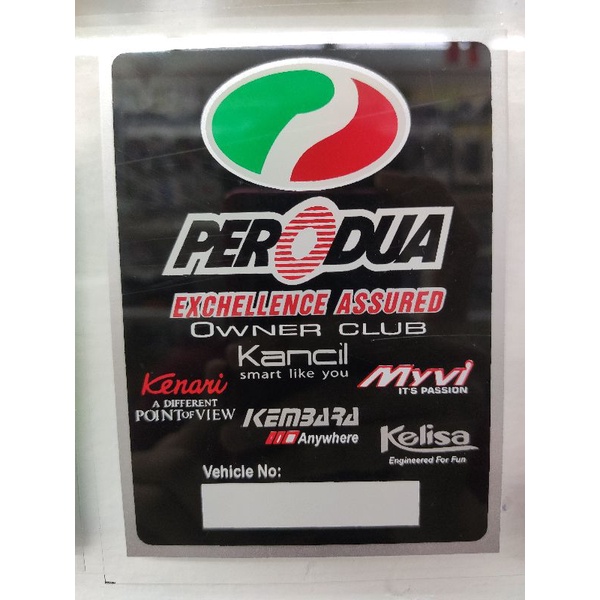 PERODUA
EXCHELLENCE ASSURED
OWNER CLUB
Kancil
smart like you
Kenari
A DIFFERENT
POINT OF VIEW
Myvi
IT'S PASSION
KEMBARA
Anywhere
Kelisa
Engineered For Fun
Vehicle No: